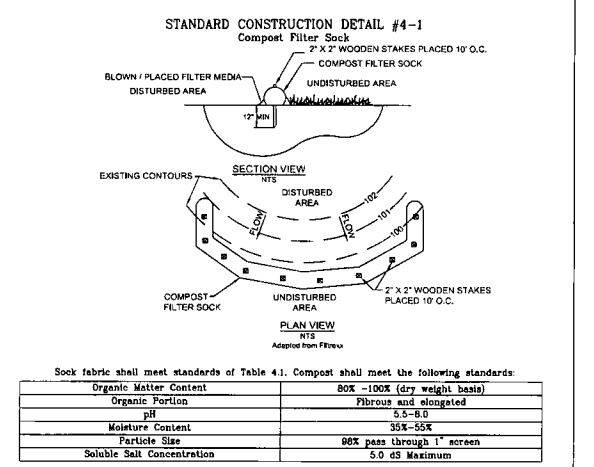 STANDARD CONSTRUCTION DETAIL #4-1
Compost Filter Sock
2" X 2" WOODEN STAKES PLACED 10' O.C.
COMPOST FILTER SOCK
BLOWN / PLACED FILTER MEDIA
UNDISTURBED AREA
DISTURBED AREA
12" MIN
SECTION VIEW
NTS
EXISTING CONTOURS
DISTURBED
AREA
102
101
100
FLOW
FLOW
2" X 2" WOODEN STAKES
PLACED 10' O.C.
COMPOST
FILTER SOCK
UNDISTURBED
AREA
PLAN VIEW
NTS
Adapted from Filtrexx
Sock fabric shall meet standards of Table 4.1. Compost shall meet the following standards:
Organic Matter Content 80% -100% (dry weight basis)
Organic Portion Fibrous and elongated
pH 5.5-8.0
Moisture Content 35%-55%
Particle Size 98% pass through 1" screen
Soluble Salt Concentration 5.0 dS Maximum